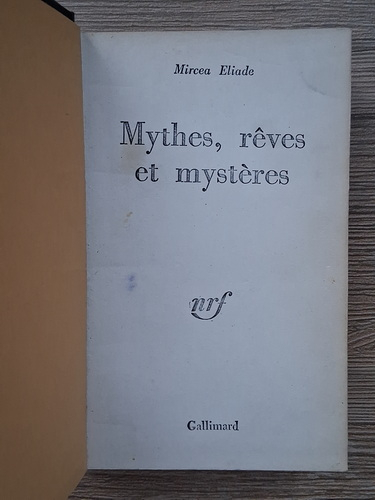 Mircea Eliade
Mythes, rêves
et mystères
nrf
Gallimard